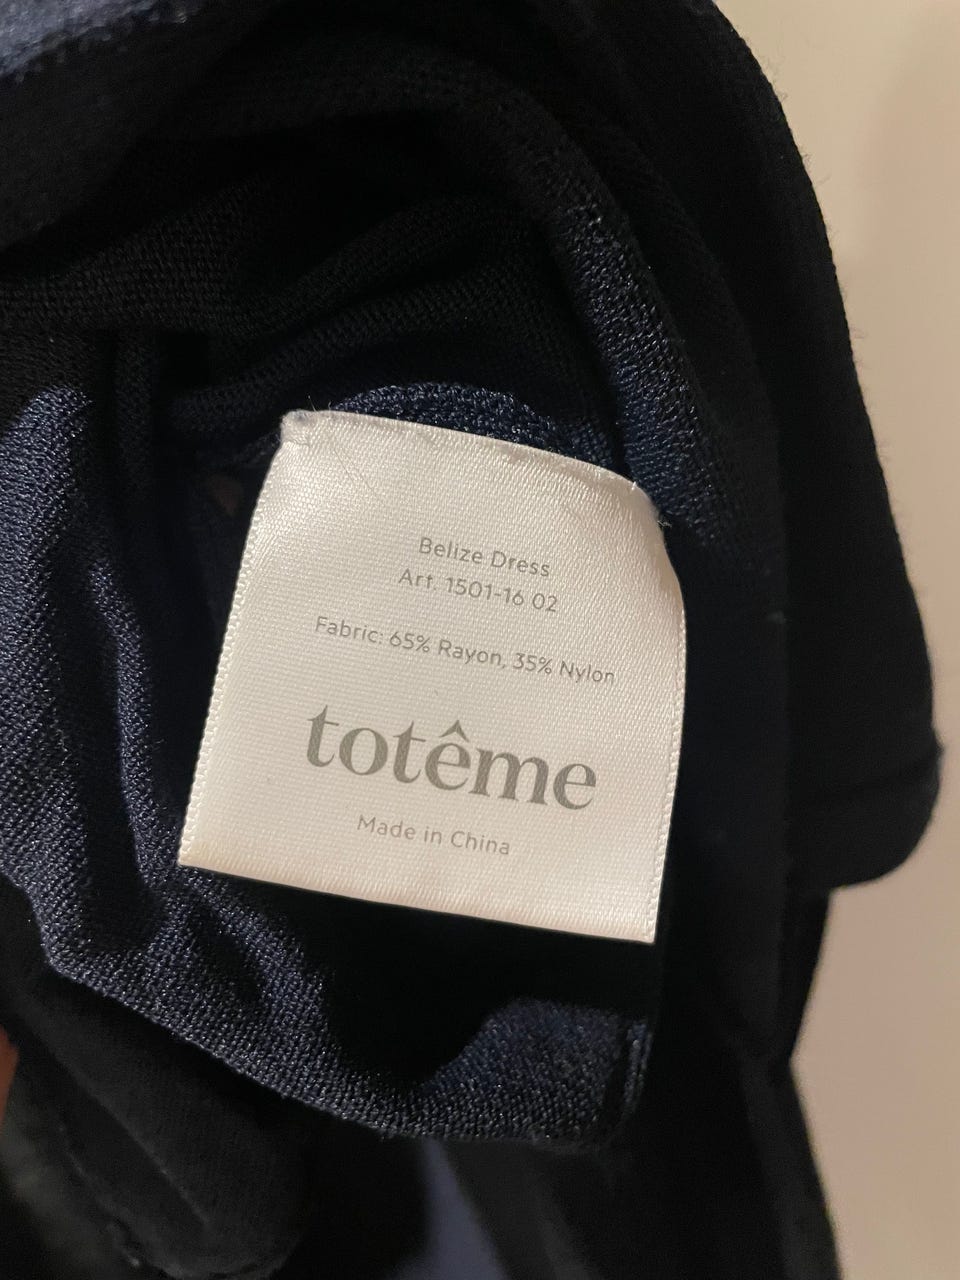 Belize Dress
Art. 1501-16 02
Fabric: 65% Rayon, 35% Nylon
totême
Made in China